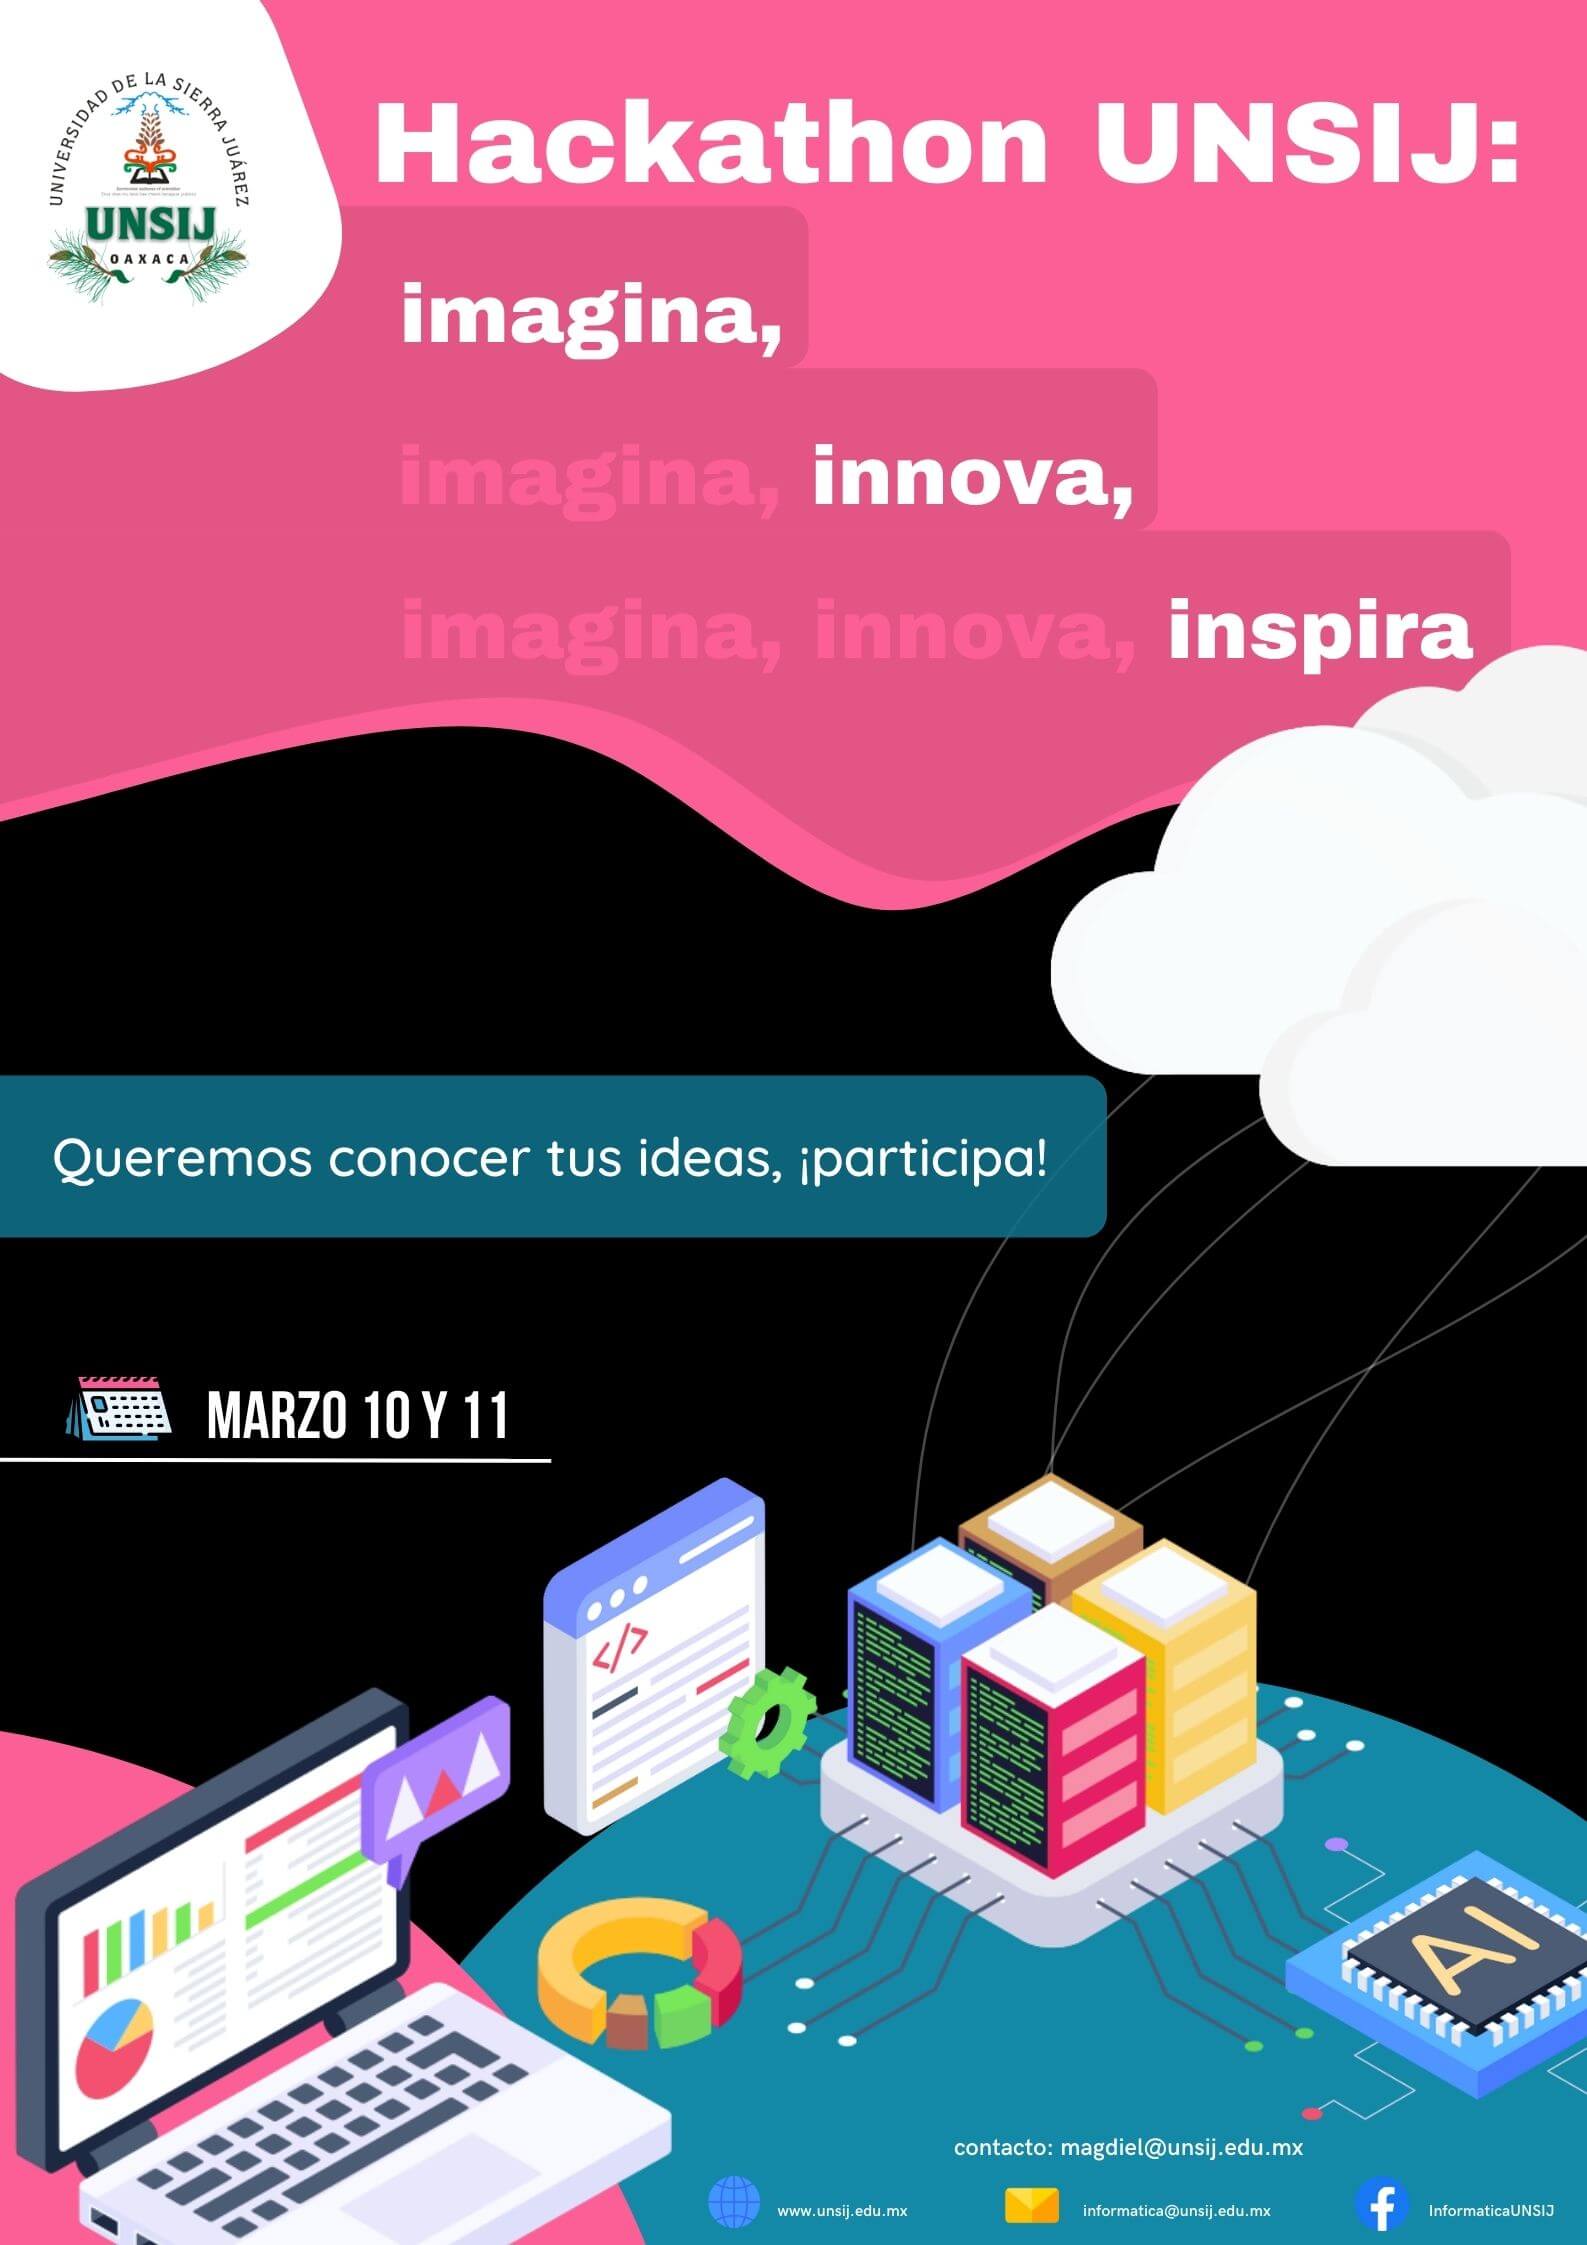 UNIVERSIDAD DE LA SIERRA JUÁREZ
UNSIJ
OAXACA
Hackathon UNSIJ:
imagina,
imagina, innova,
imagina, innova, inspira
Queremos conocer tus ideas, ¡participa!
MARZO 10 Y 11
</>
AI
contacto: magdiel@unsij.edu.mx
www.unsij.edu.mx
informatica@unsij.edu.mx
InformaticaUNSIJ